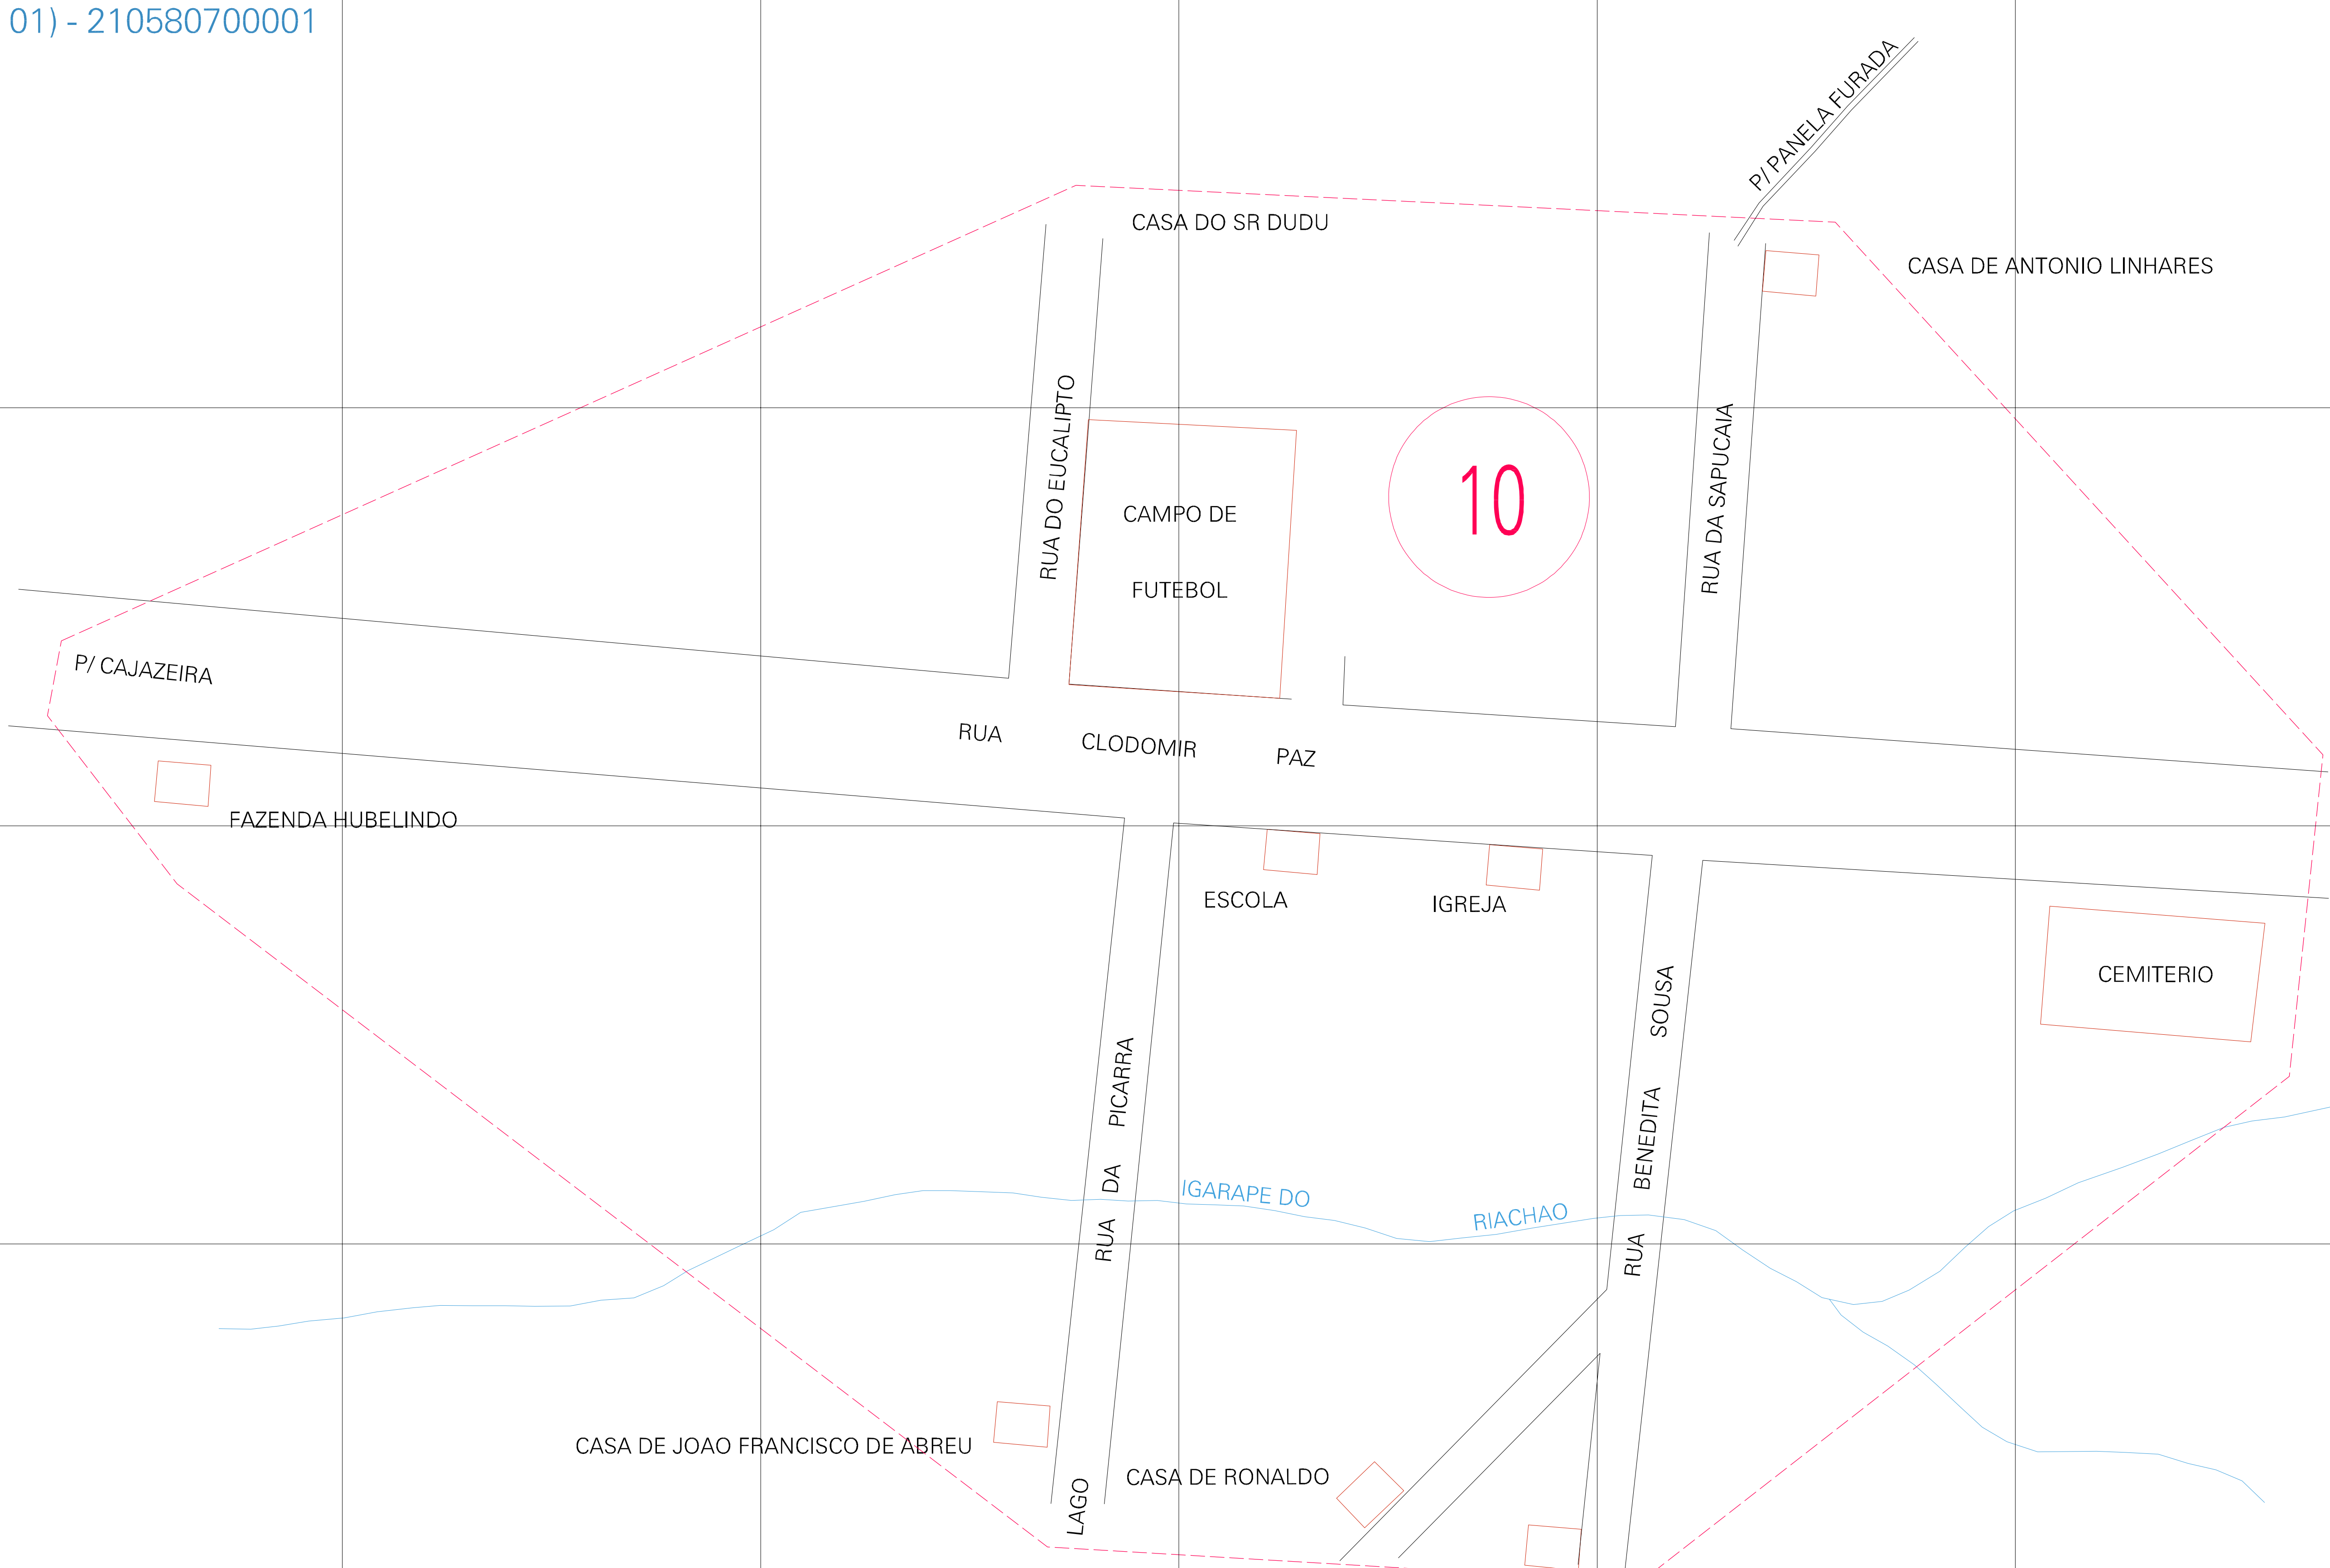 01) - 210580700001
P/ PANELA FURADA
CASA DO SR DUDU
CASA DE ANTONIO LINHARES
RUA DO EUCALIPTO
CAMPO DE
FUTEBOL
10
RUA DA SAPUCAIA
P/ CAJAZEIRA
RUA CLODOMIR PAZ
FAZENDA HUBELINDO
ESCOLA
IGREJA
CEMITERIO
RUA DA PICARRA
RUA BENEDITA SOUSA
IGARAPE DO RIACHAO
CASA DE JOAO FRANCISCO DE ABREU
CASA DE RONALDO
LAGO